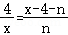 4/x = x-4-n/n